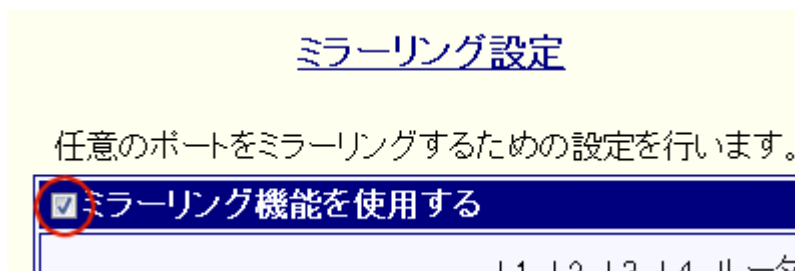 ミラーリング設定
任意のポートをミラーリングするための設定を行います。
ミラーリング機能を使用する